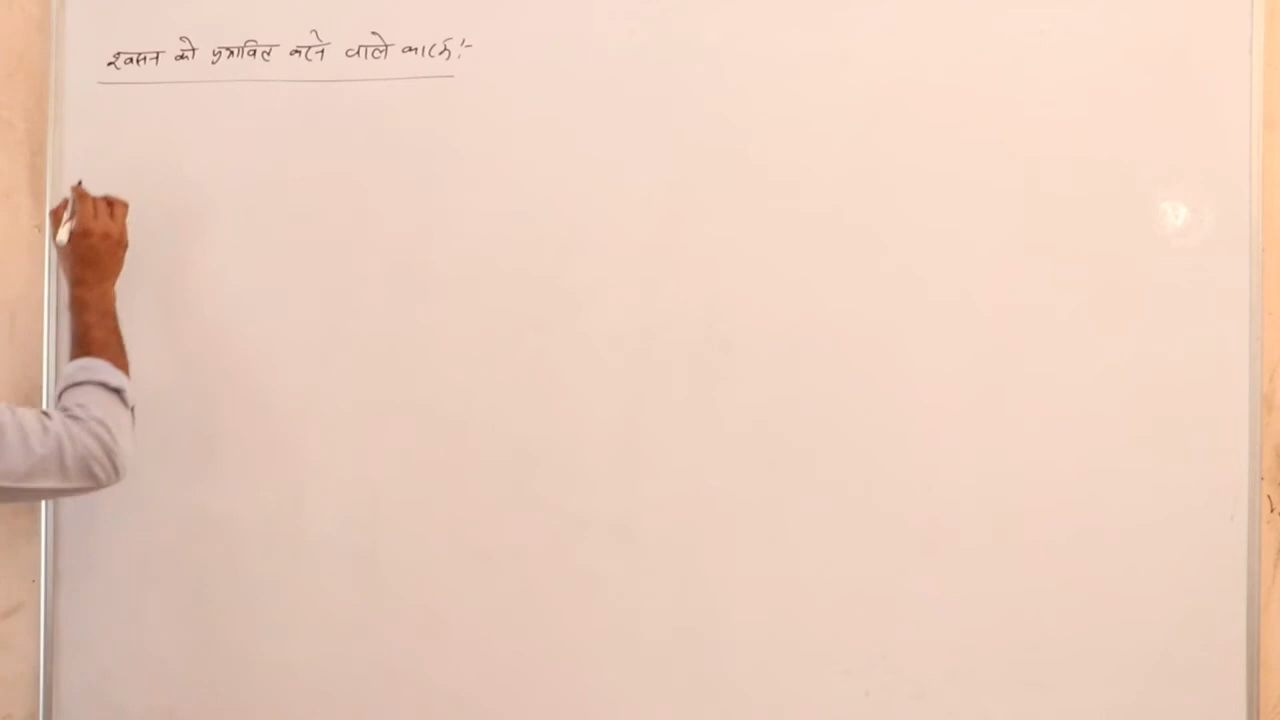 श्वसन को प्रभावित करने वाले कारक :-